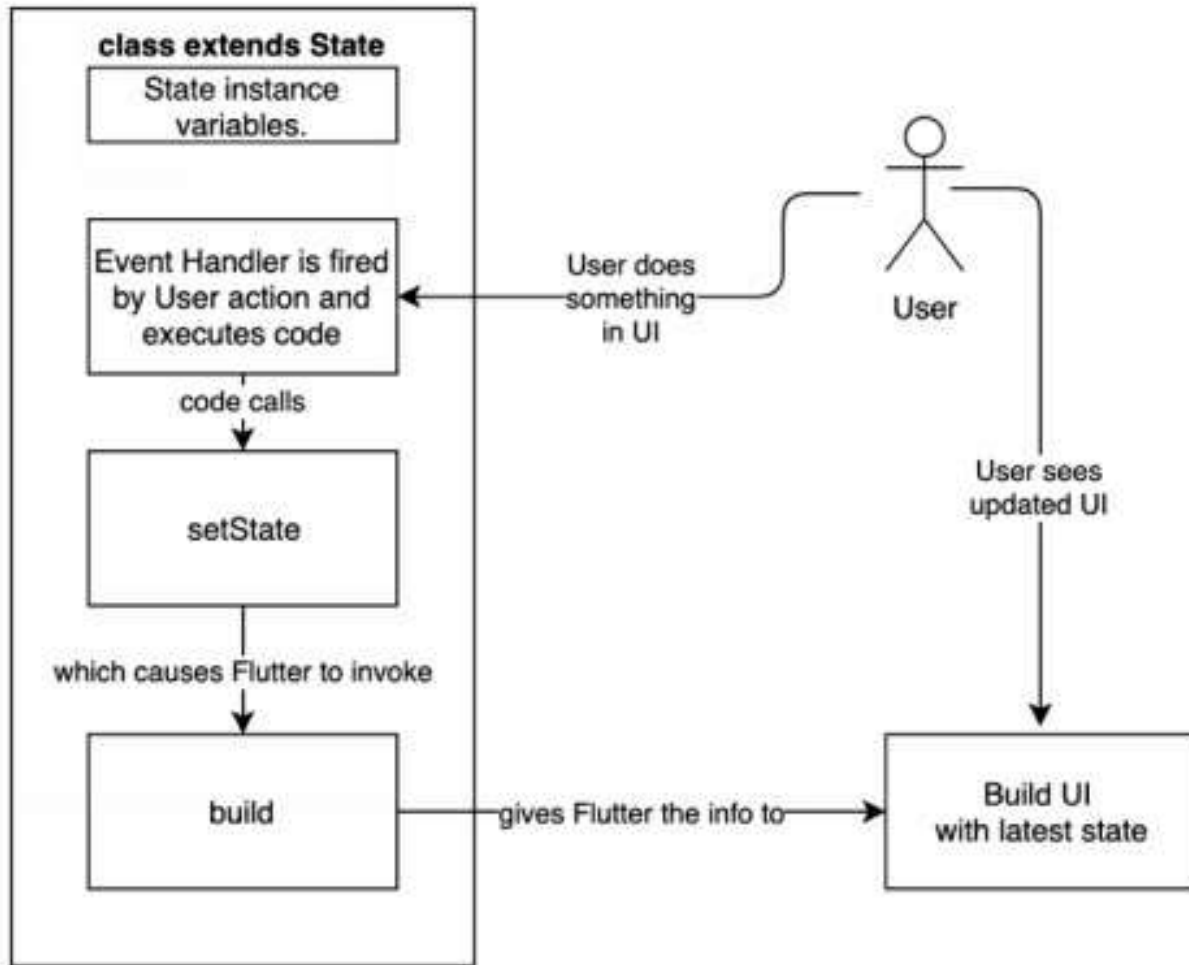 class extends State
State instance
variables.
Event Handler is fired
by User action and
executes code
User does
something
in UI
User
code calls
setState
User sees
updated UI
which causes Flutter to invoke
build
gives Flutter the info to
Build UI
with latest state